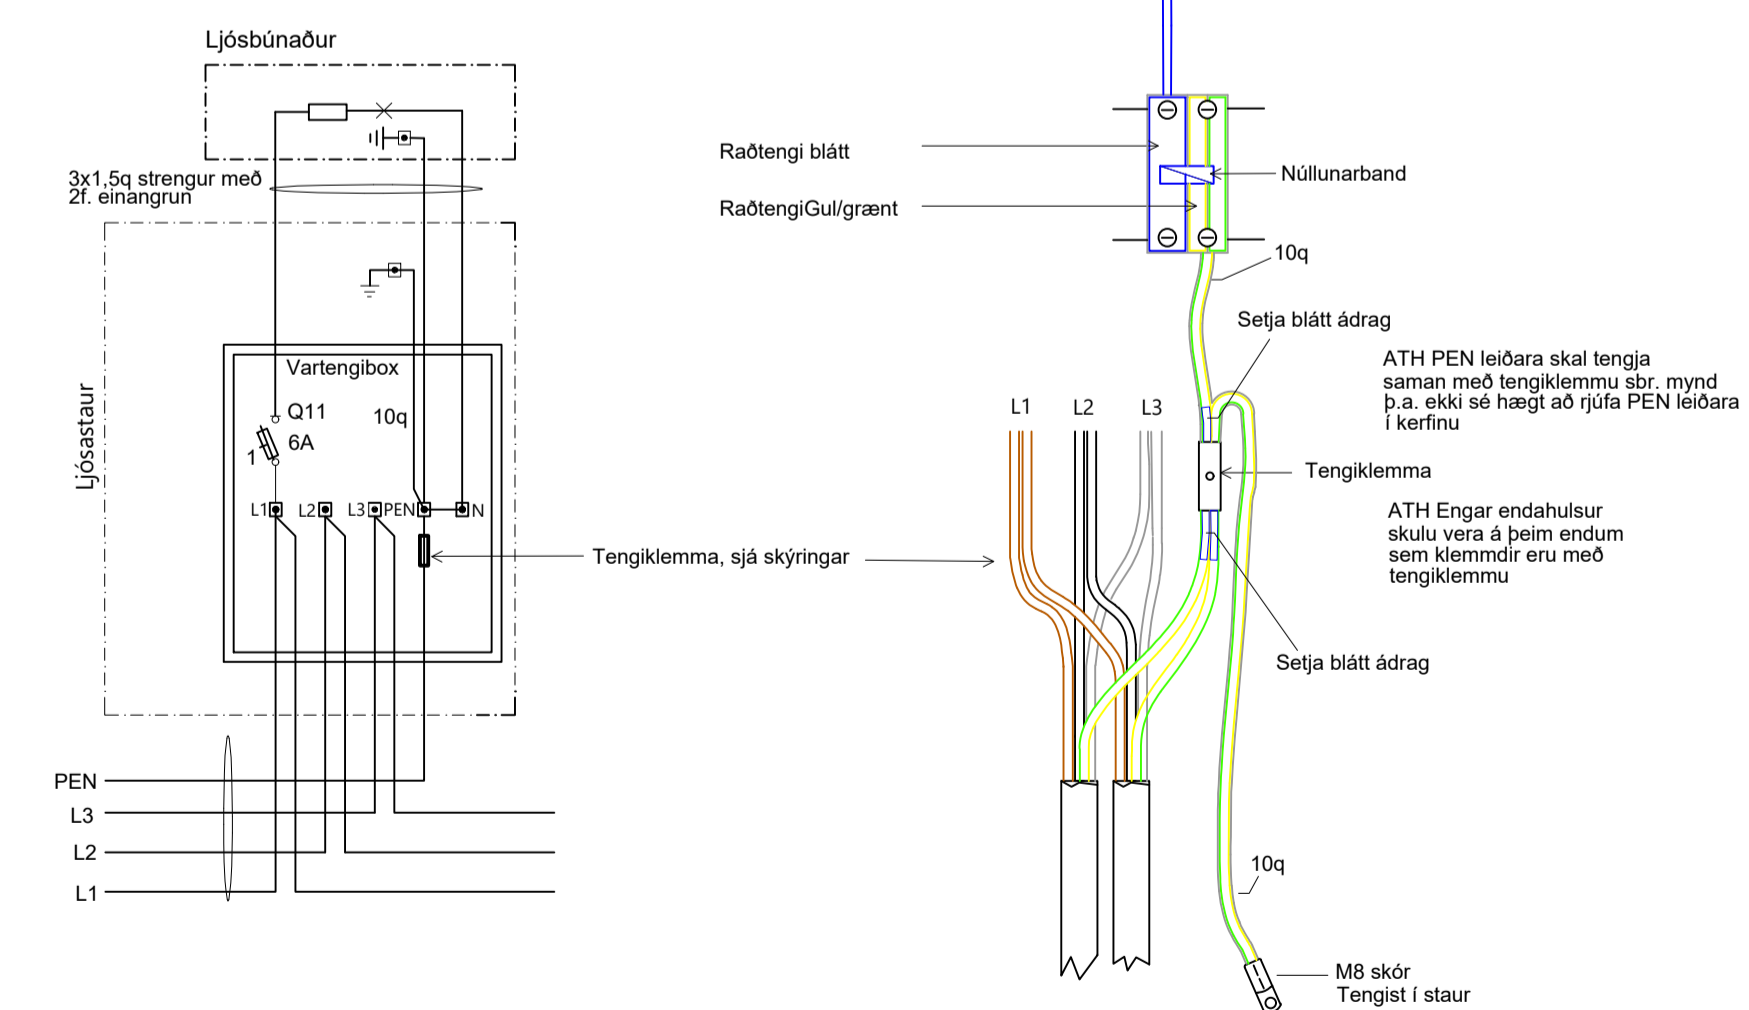 Ljósbúnaður
3x1,5q strengur með
2f. einangrun
Ljósastaur
Vartengibox
Q11
6A
1
10q
L1
L2
L3
PEN
N
Tengiklemma, sjá skýringar
PEN
L3
L2
L1
Raðtengi blátt
RaðtengiGul/grænt
Núllunarband
10q
Setja blátt ádrag
ATH PEN leiðara skal tengja
saman með tengiklemmu sbr. mynd
þ.a. ekki sé hægt að rjúfa PEN leiðara
í kerfinu
L1
L2
L3
Tengiklemma
ATH Engar endahulsur
skulu vera á þeim endum
sem klemmdir eru með
tengiklemmu
Setja blátt ádrag
10q
M8 skór
Tengist í staur